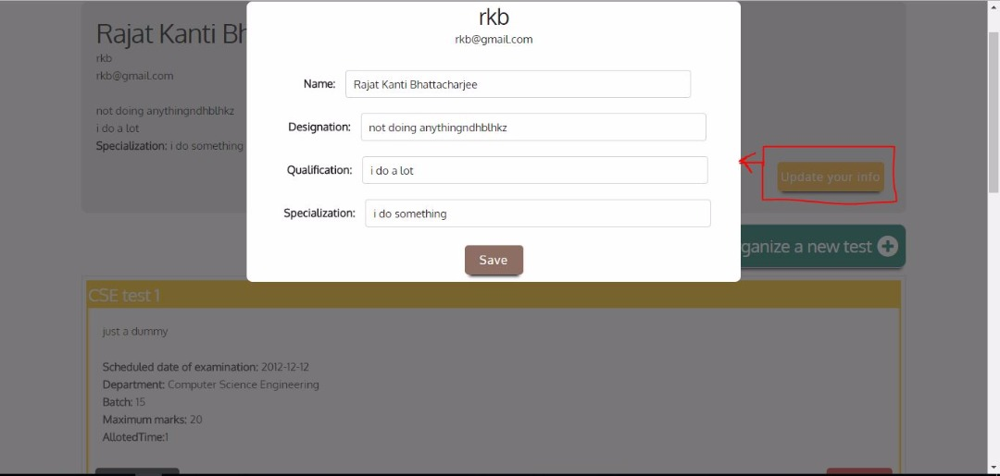 rkb
rkb@gmail.com
Name: Rajat Kanti Bhattacharjee
Designation: not doing anythingndhblhkz
Qualification: i do a lot
Specialization: i do something
Save
Rajat Kanti Bh
rkb
rkb@gmail.com
not doing anythingndhblhkz
i do a lot
Specialization: i do something
Update your info
ganize a new test
CSE test 1
just a dummy
Scheduled date of examination: 2012-12-12
Department: Computer Science Engineering
Batch: 15
Maximum marks: 20
AllotedTime:1